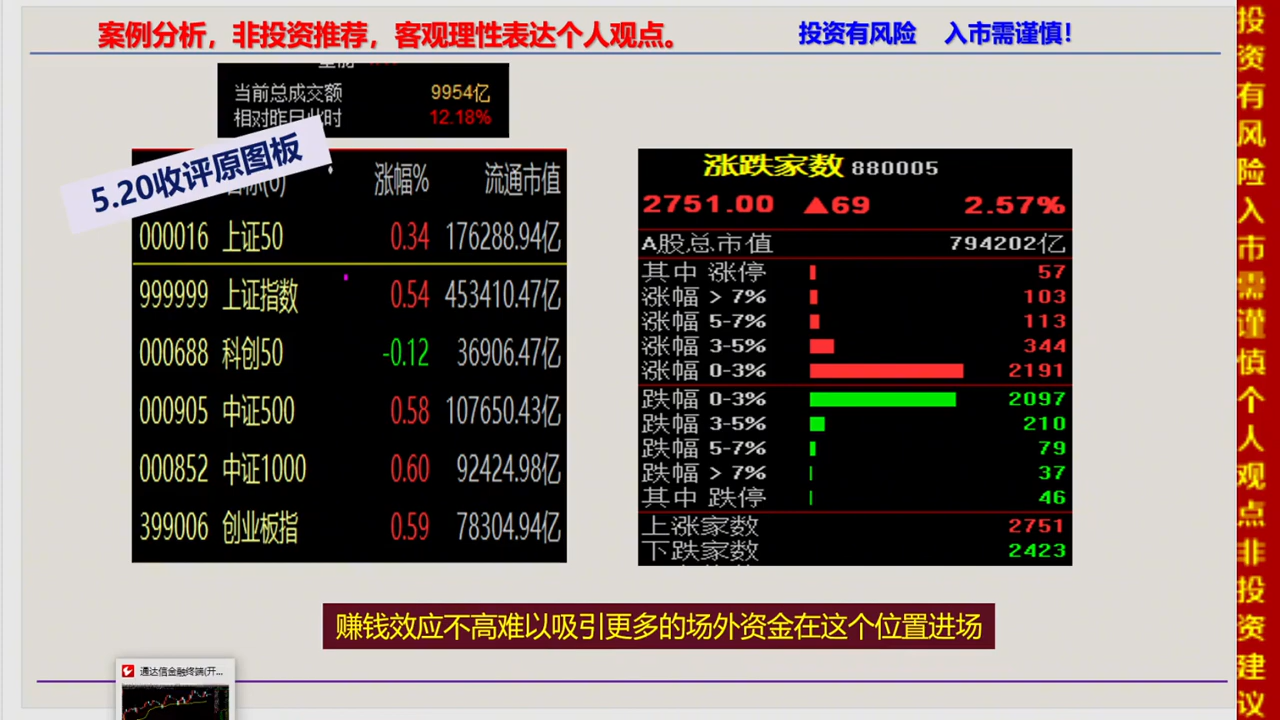 案例分析，非投资推荐，客观理性表达个人观点。
投资有风险 入市需谨慎！
当前总成交额 9954亿
相对昨日此时 12.18%
5.20收评原图板
涨幅% 流通市值
000016 上证50 0.34 176288.94亿
999999 上证指数 0.54 453410.47亿
000688 科创50 -0.12 36906.47亿
000905 中证500 0.58 107650.43亿
000852 中证1000 0.60 92424.98亿
399006 创业板指 0.59 78304.94亿
涨跌家数 880005
2751.00 ▲69 2.57%
A股总市值 794202亿
其中 涨停 57
涨幅 > 7% 103
涨幅 5-7% 113
涨幅 3-5% 344
涨幅 0-3% 2191
跌幅 0-3% 2097
跌幅 3-5% 210
跌幅 5-7% 79
跌幅 > 7% 37
其中 跌停 46
上涨家数 2751
下跌家数 2423
赚钱效应不高难以吸引更多的场外资金在这个位置进场
通达信金融终端(开...
投资有风险入市需谨慎个人观点非投资建议